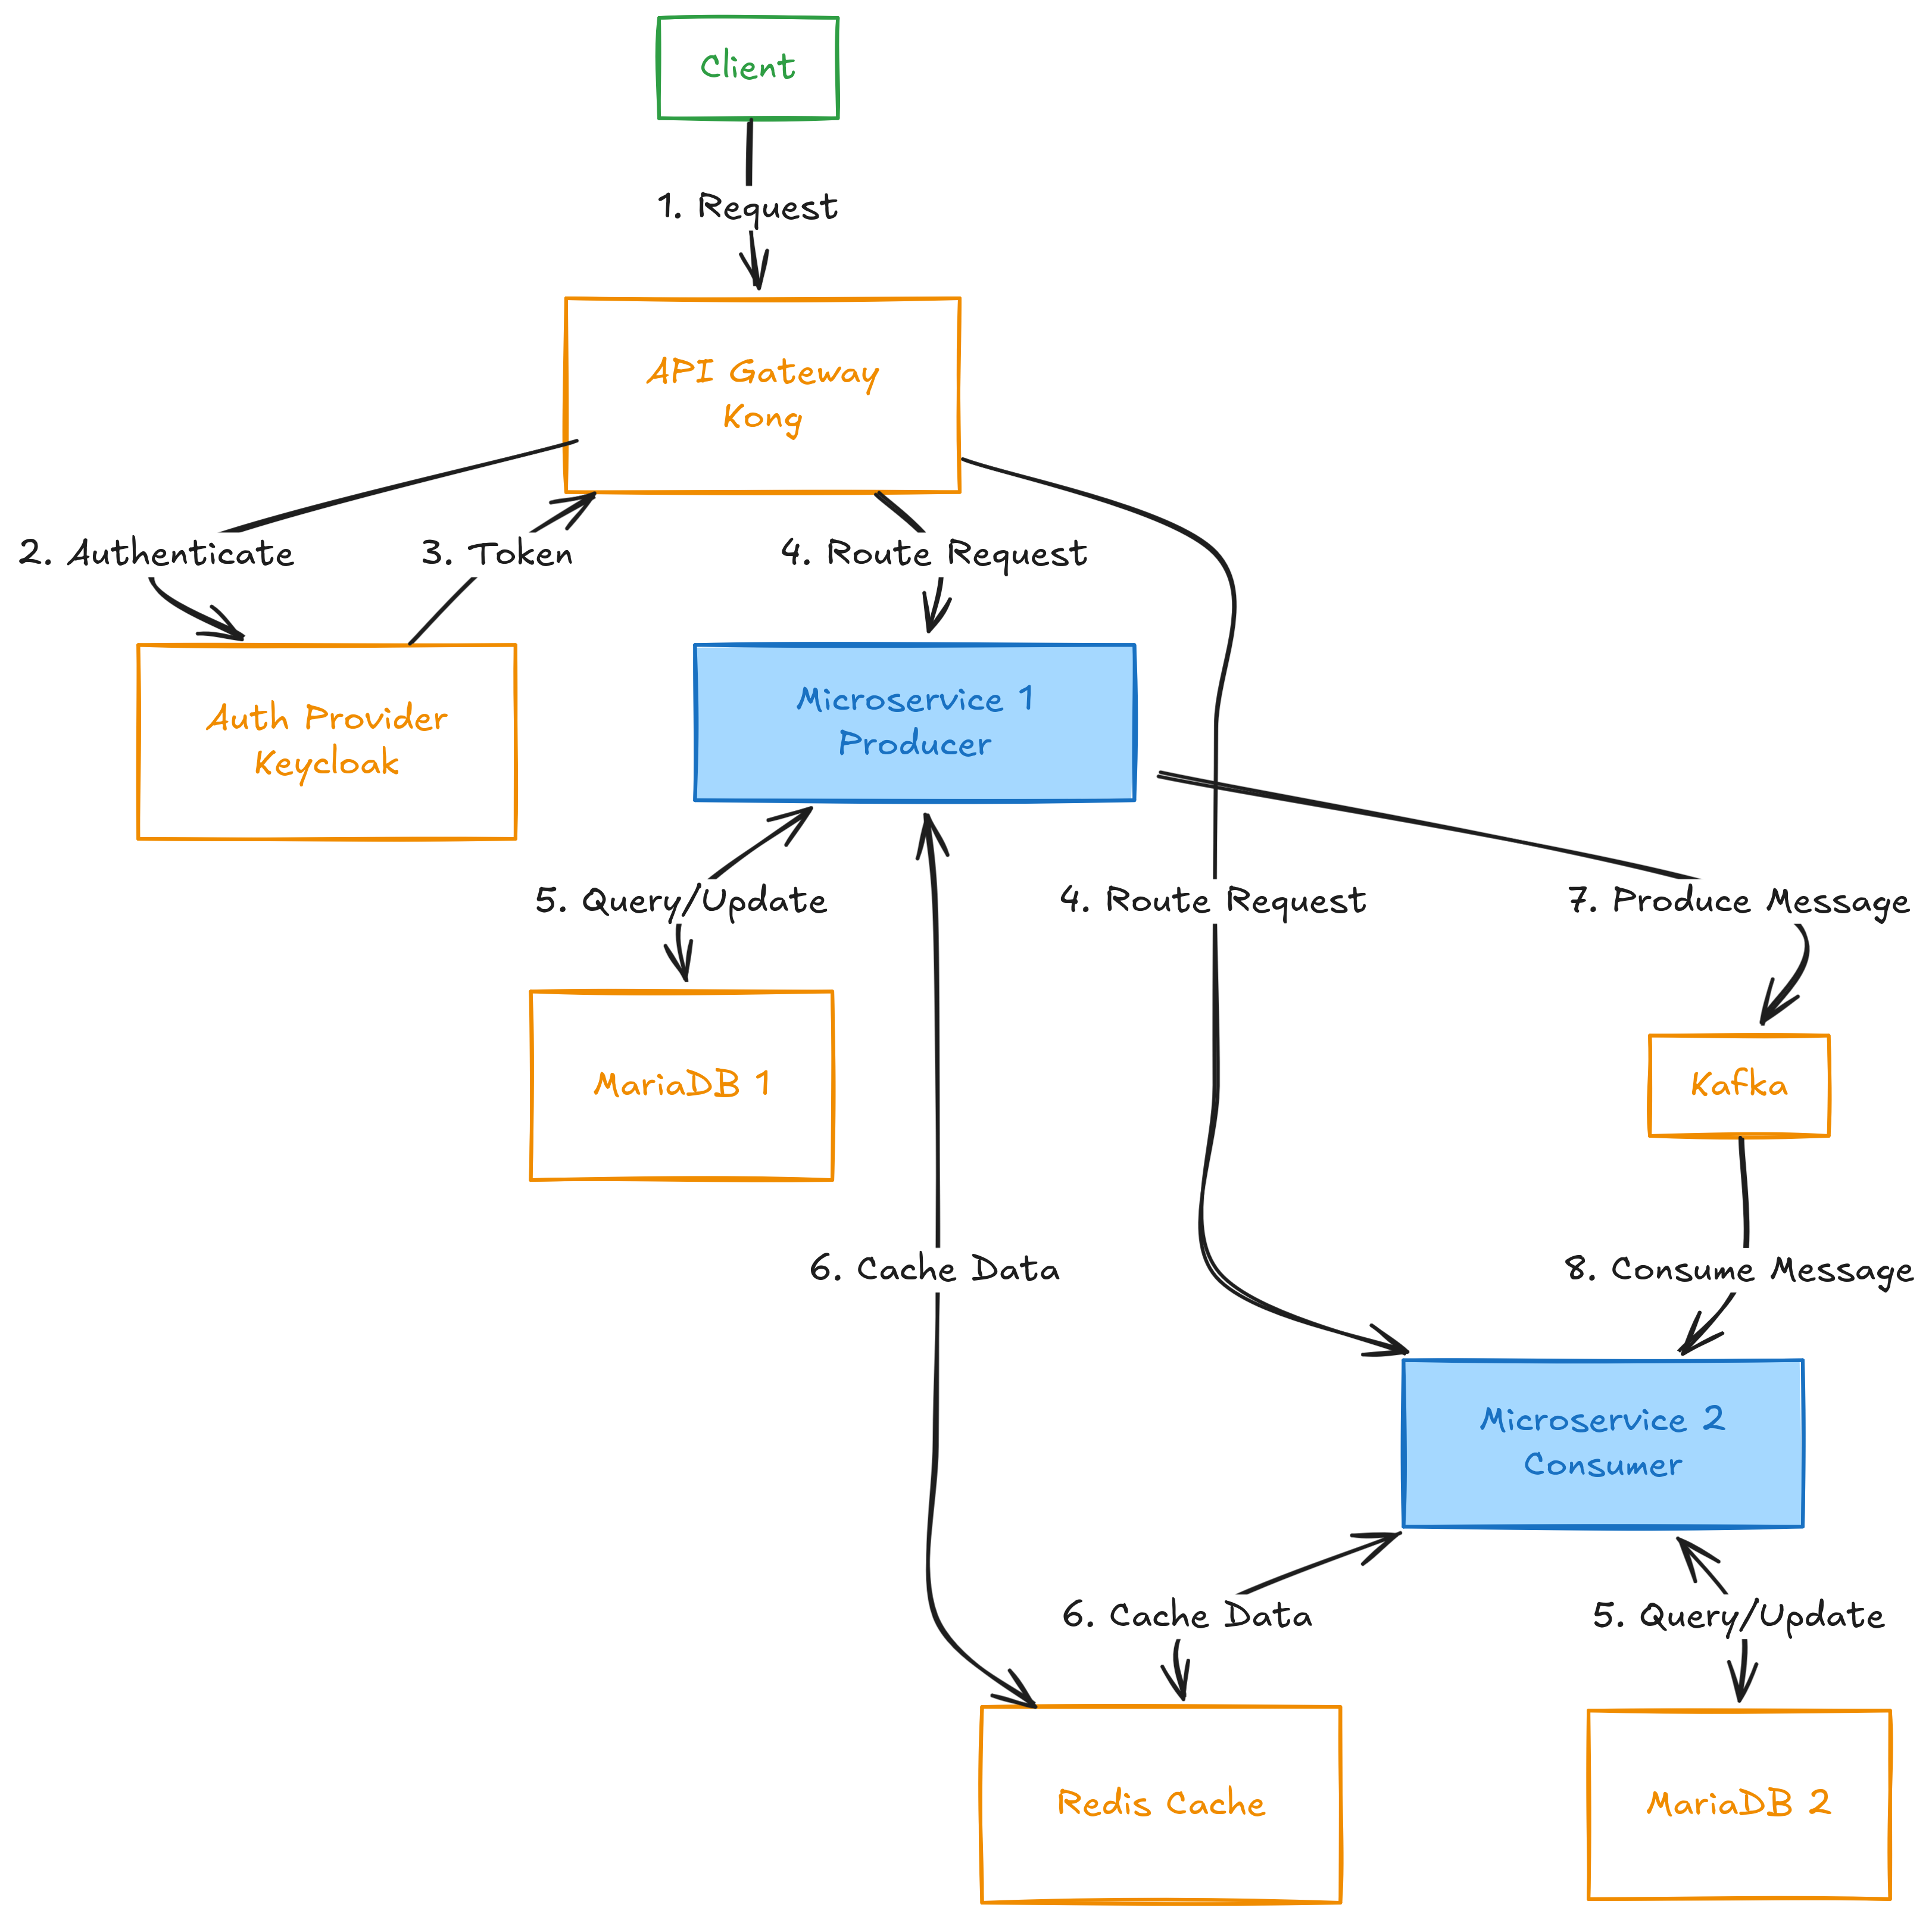 Client
1. Request
API Gateway
Kong
2. Authenticate
3. Token
4. Route Request
Auth Provider
Keycloak
Microservice 1
Producer
5. Query/Update
4. Route Request
7. Produce Message
MariaDB 1
Kafka
6. Cache Data
8. Consume Message
Microservice 2
Consumer
6. Cache Data
5. Query/Update
Redis Cache
MariaDB 2